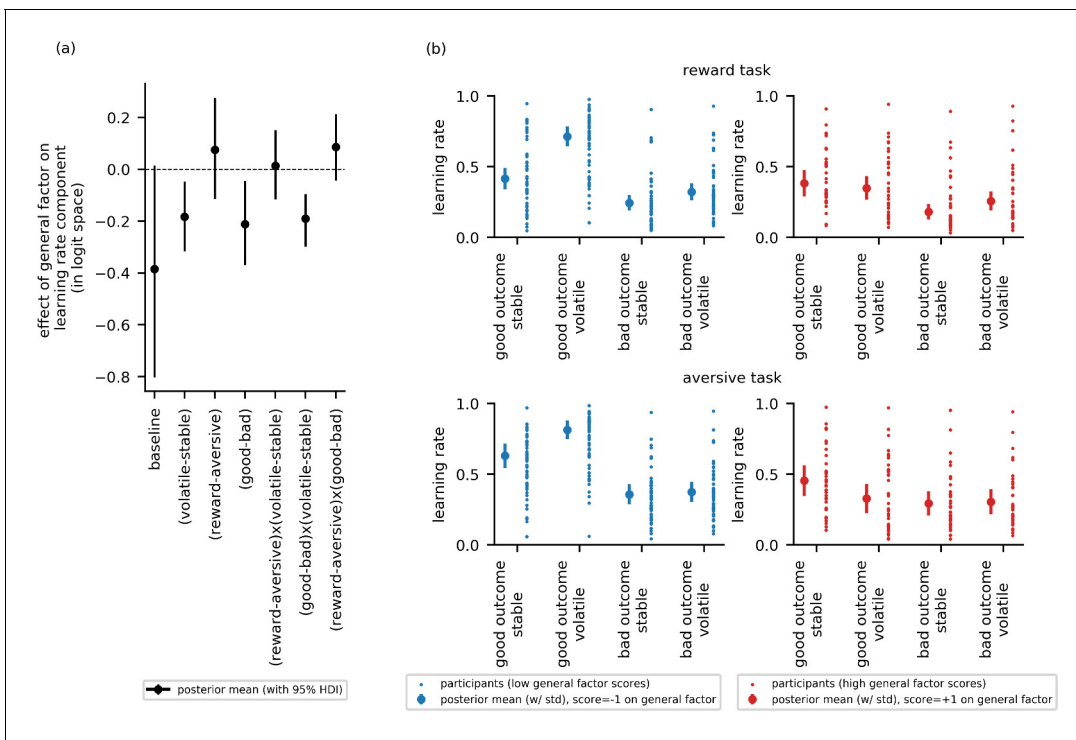 (a)
effect of general factor on
learning rate component
(in logit space)
0.2
0.0
−0.2
−0.4
−0.6
−0.8
baseline
(volatile-stable)
(reward-aversive)
(good-bad)
(reward-aversive)x(volatile-stable)
(good-bad)x(volatile-stable)
(reward-aversive)x(good-bad)
posterior mean (with 95% HDI)
(b)
reward task
learning rate
1.0
0.5
0.0
good outcome
stable
good outcome
volatile
bad outcome
stable
bad outcome
volatile
learning rate
1.0
0.5
0.0
good outcome
stable
good outcome
volatile
bad outcome
stable
bad outcome
volatile
aversive task
learning rate
1.0
0.5
0.0
good outcome
stable
good outcome
volatile
bad outcome
stable
bad outcome
volatile
learning rate
1.0
0.5
0.0
good outcome
stable
good outcome
volatile
bad outcome
stable
bad outcome
volatile
participants (low general factor scores)
posterior mean (w/ std), score=-1 on general factor
participants (high general factor scores)
posterior mean (w/ std), score=+1 on general factor